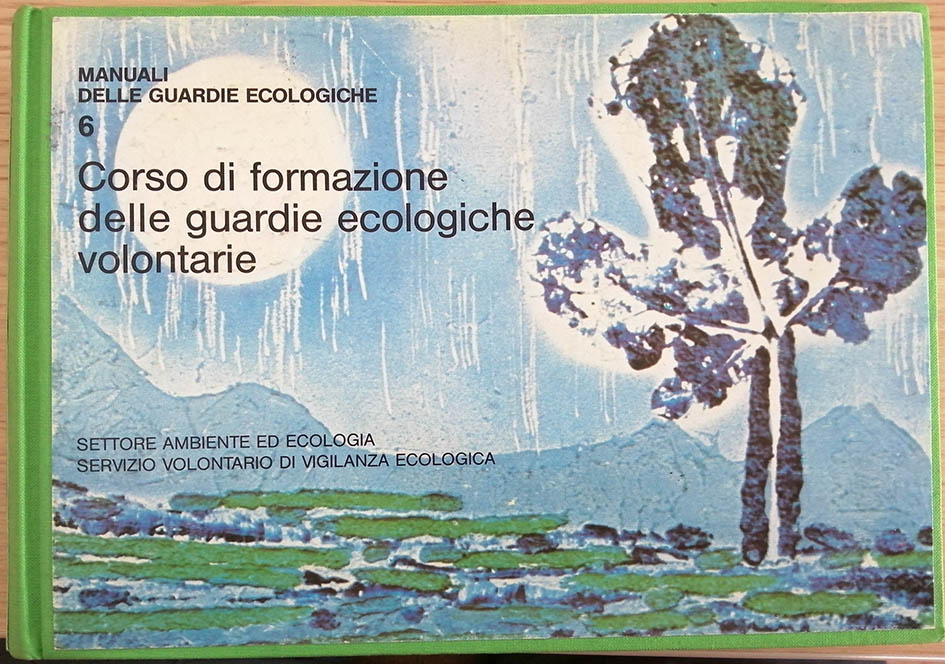 MANUALI
DELLE GUARDIE ECOLOGICHE
6
Corso di formazione
delle guardie ecologiche
volontarie
SETTORE AMBIENTE ED ECOLOGIA
SERVIZIO VOLONTARIO DI VIGILANZA ECOLOGICA